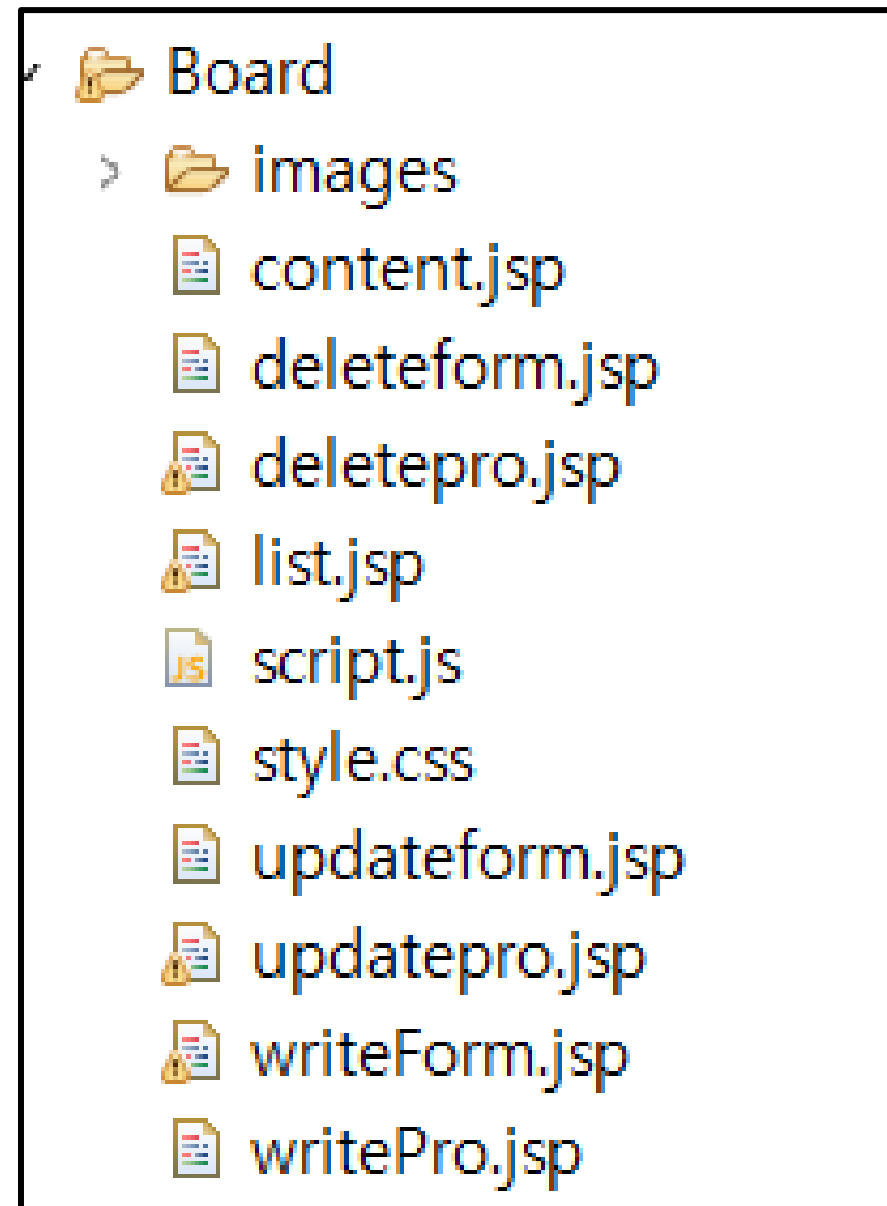 Board
images
content.jsp
deleteform.jsp
deletepro.jsp
list.jsp
script.js
style.css
updateform.jsp
updatepro.jsp
writeForm.jsp
writePro.jsp